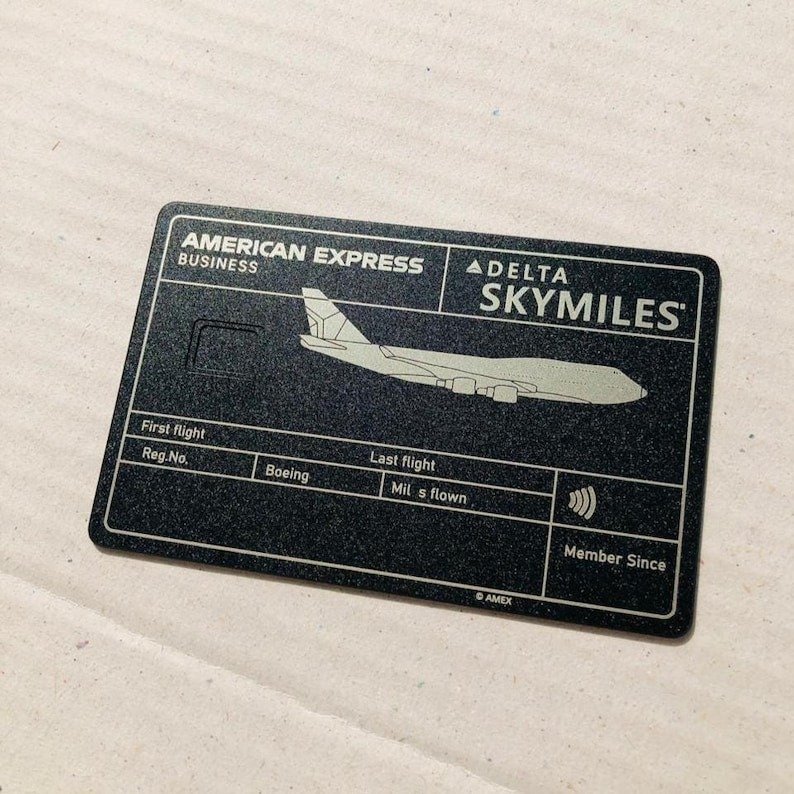 AMERICAN EXPRESS
BUSINESS
DELTA
SKYMILES
First flight
Last flight
Reg.No.
Boeing
Mil s flown
Member Since
© AMEX